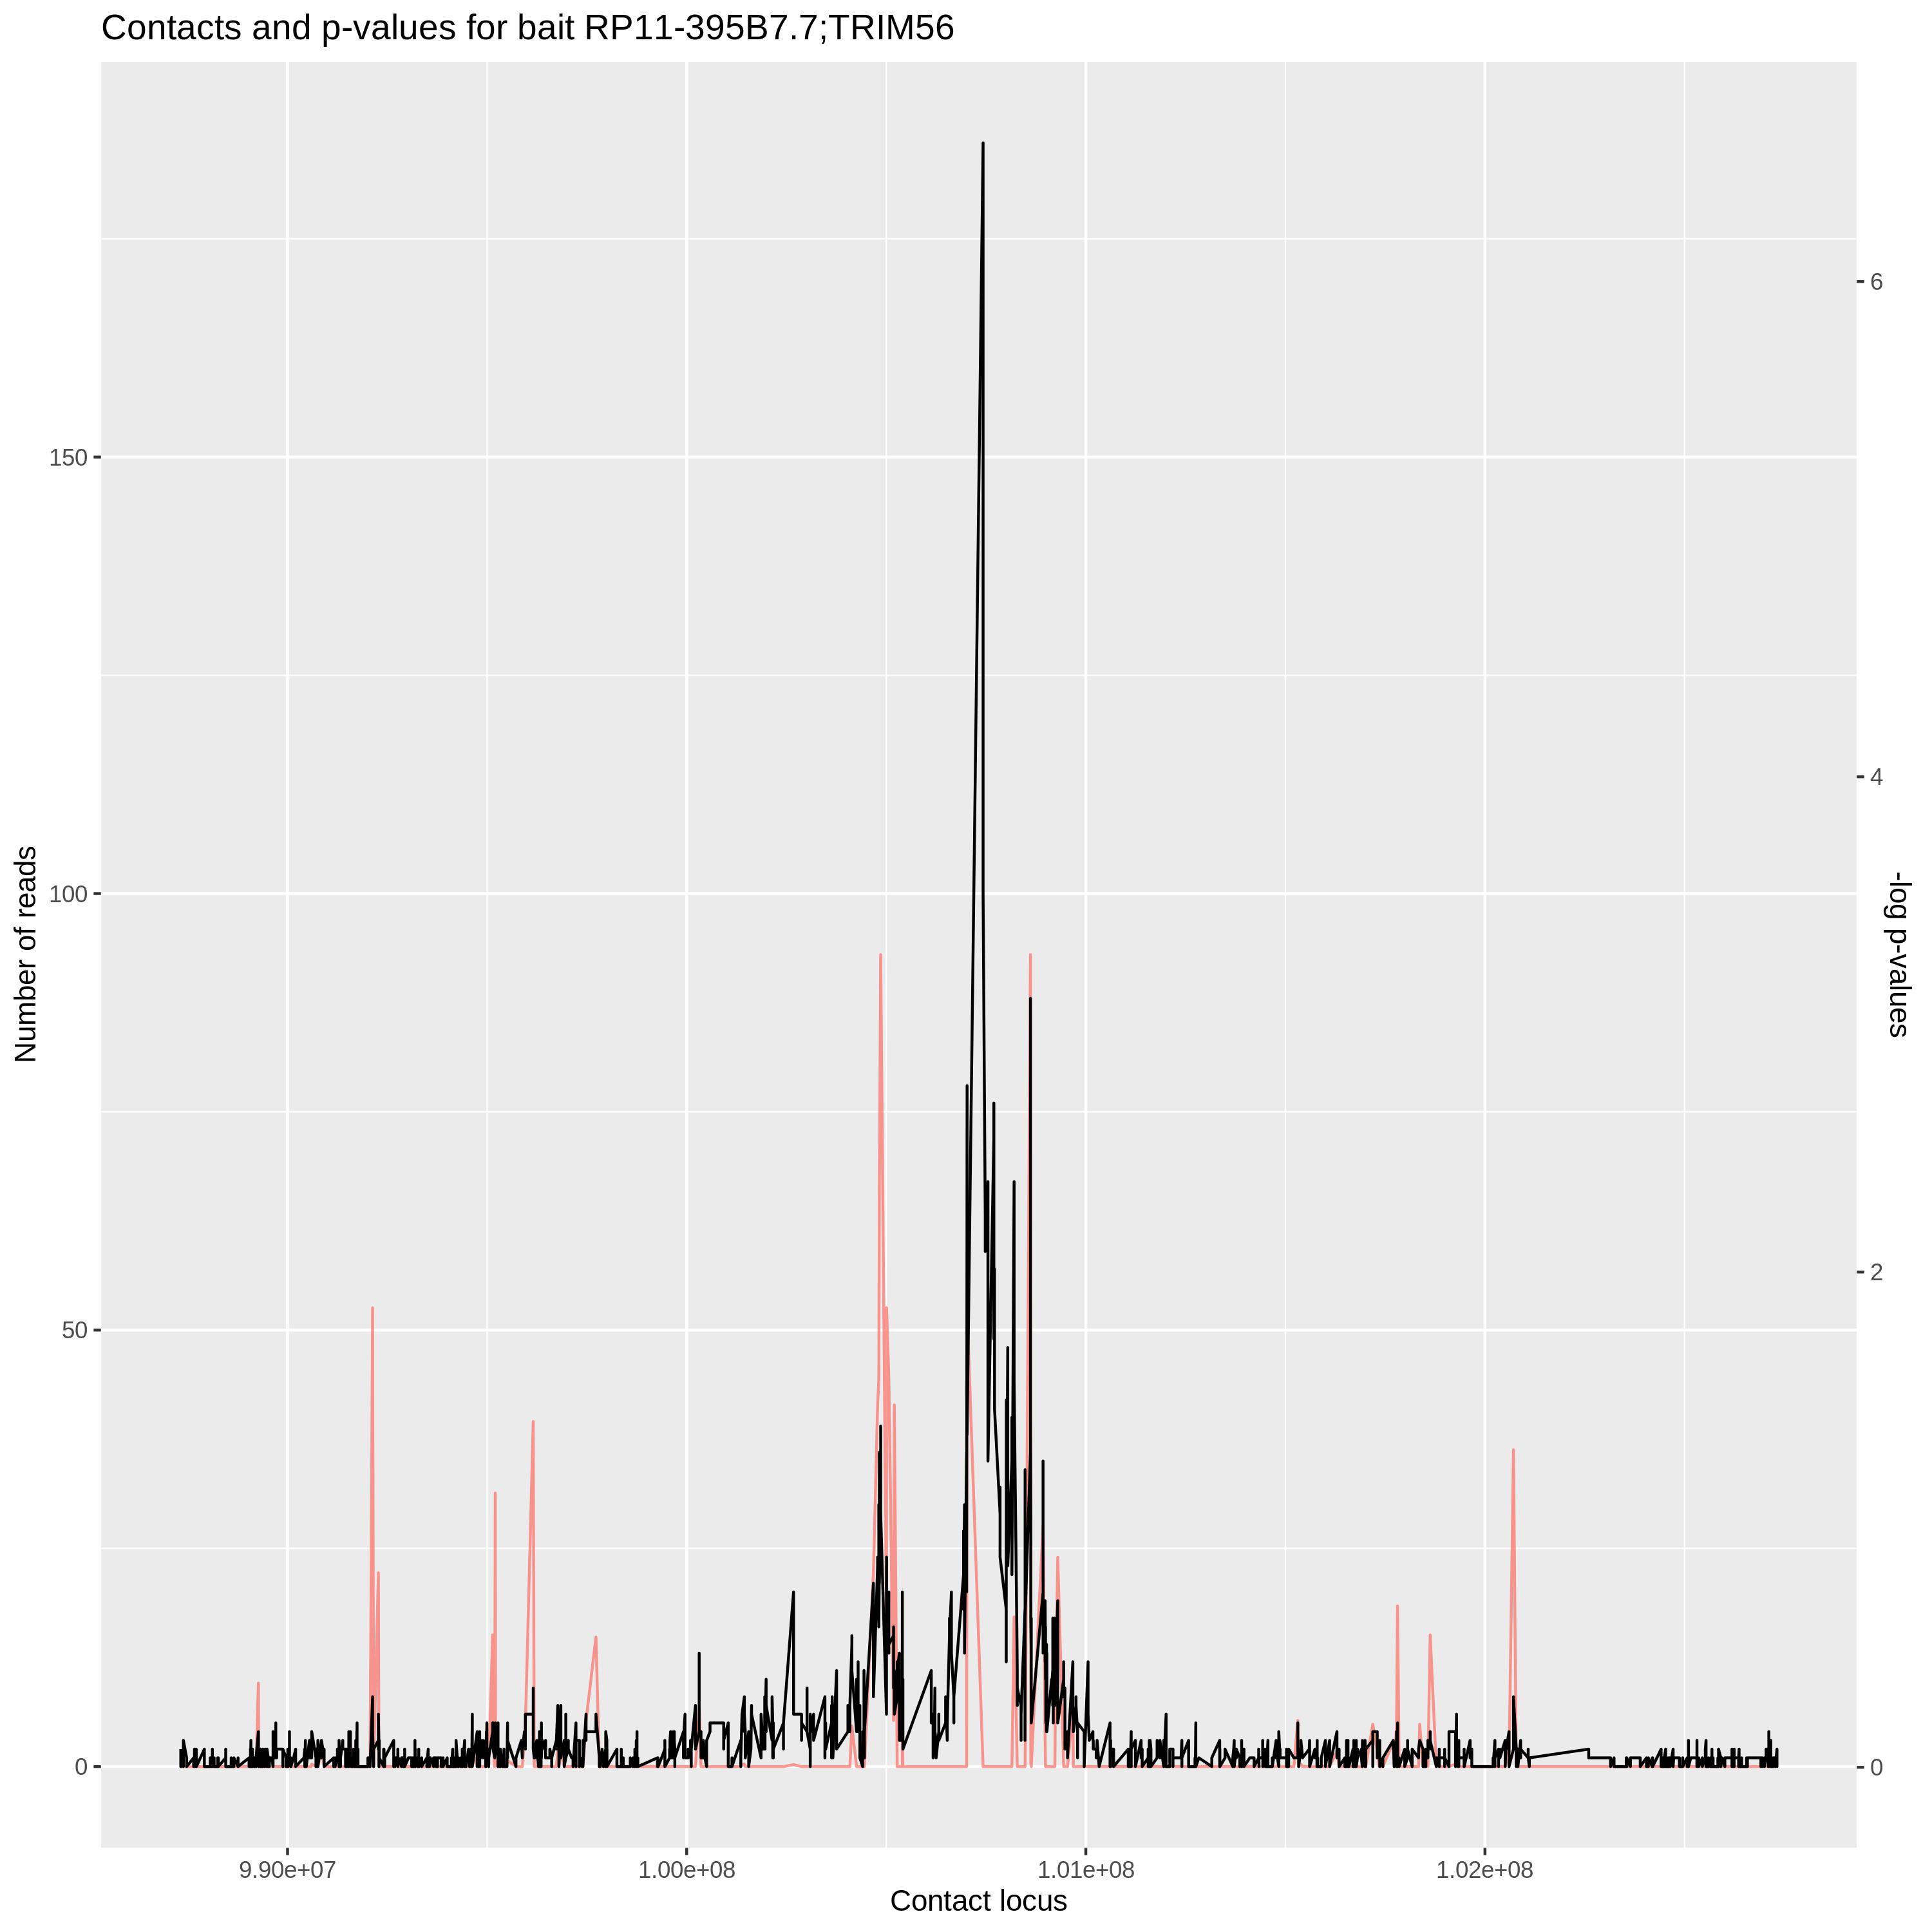 Contacts and p-values for bait RP11-395B7.7;TRIM56
Number of reads
150
100
50
0
6
4
2
0
-log p-values
9.90e+07 1.00e+08 1.01e+08 1.02e+08
Contact locus